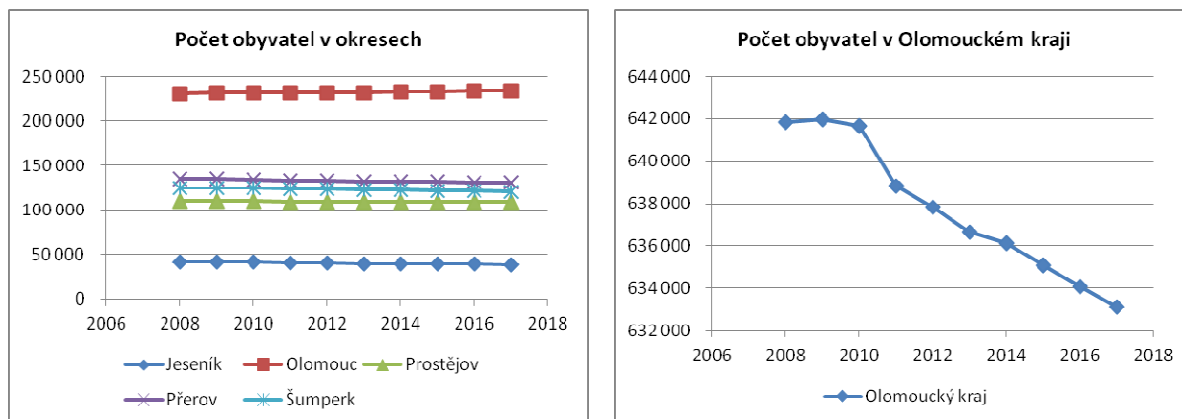 Počet obyvatel v okresech
250 000
200 000
150 000
100 000
50 000
0
2006 2008 2010 2012 2014 2016 2018
Jeseník Olomouc Prostějov
Přerov Šumperk
Počet obyvatel v Olomouckém kraji
644 000
642 000
640 000
638 000
636 000
634 000
632 000
2006 2008 2010 2012 2014 2016 2018
Olomoucký kraj